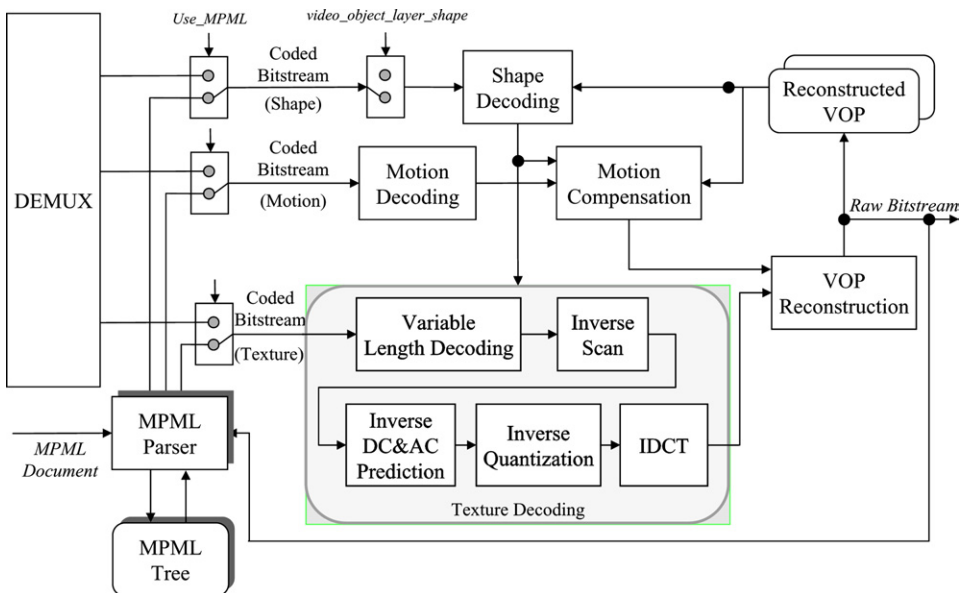 Use_MPML
video_object_layer_shape
Coded
Bitstream
(Shape)
Shape
Decoding
Reconstructed
VOP
DEMUX
Coded
Bitstream
(Motion)
Motion
Decoding
Motion
Compensation
Raw Bitstream
VOP
Reconstruction
Coded
Bitstream
(Texture)
Variable
Length Decoding
Inverse
Scan
MPML
Parser
MPML
Document
Inverse
DC&AC
Prediction
Inverse
Quantization
IDCT
Texture Decoding
MPML
Tree